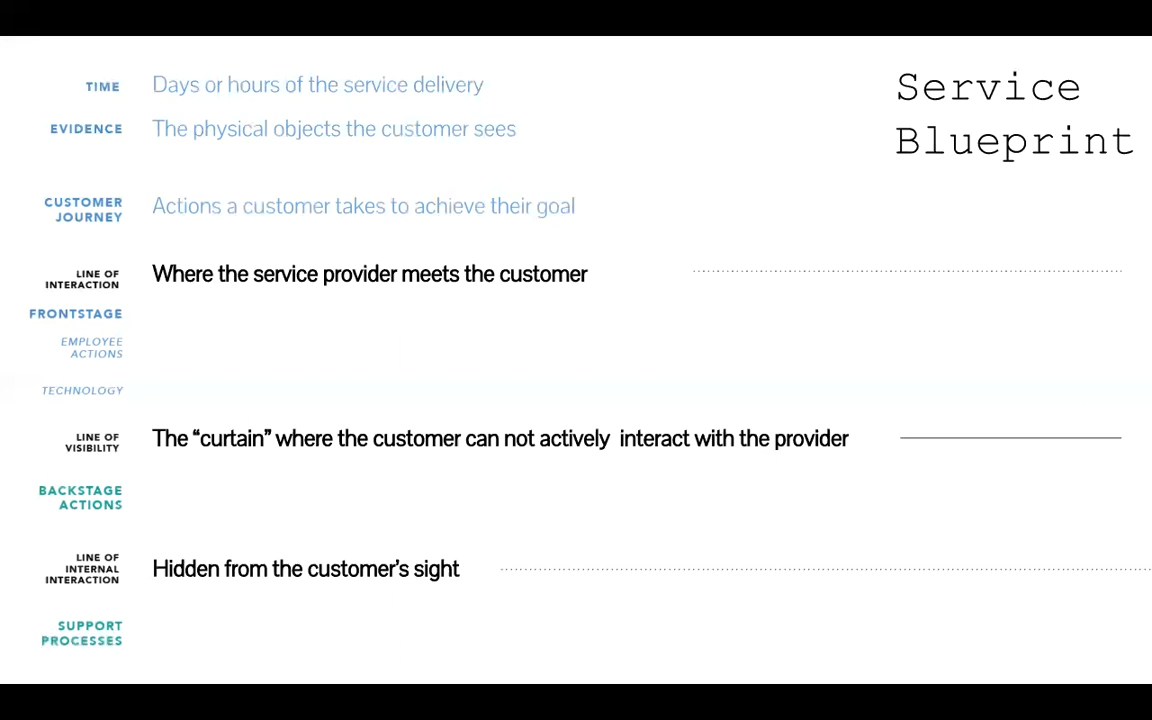 Service
Blueprint
TIME Days or hours of the service delivery
EVIDENCE The physical objects the customer sees
CUSTOMER
JOURNEY
Actions a customer takes to achieve their goal
LINE OF
INTERACTION
Where the service provider meets the customer
FRONTSTAGE
EMPLOYEE
ACTIONS
TECHNOLOGY
LINE OF
VISIBILITY
The “curtain” where the customer can not actively interact with the provider
BACKSTAGE
ACTIONS
LINE OF
INTERNAL
INTERACTION
Hidden from the customer’s sight
SUPPORT
PROCESSES